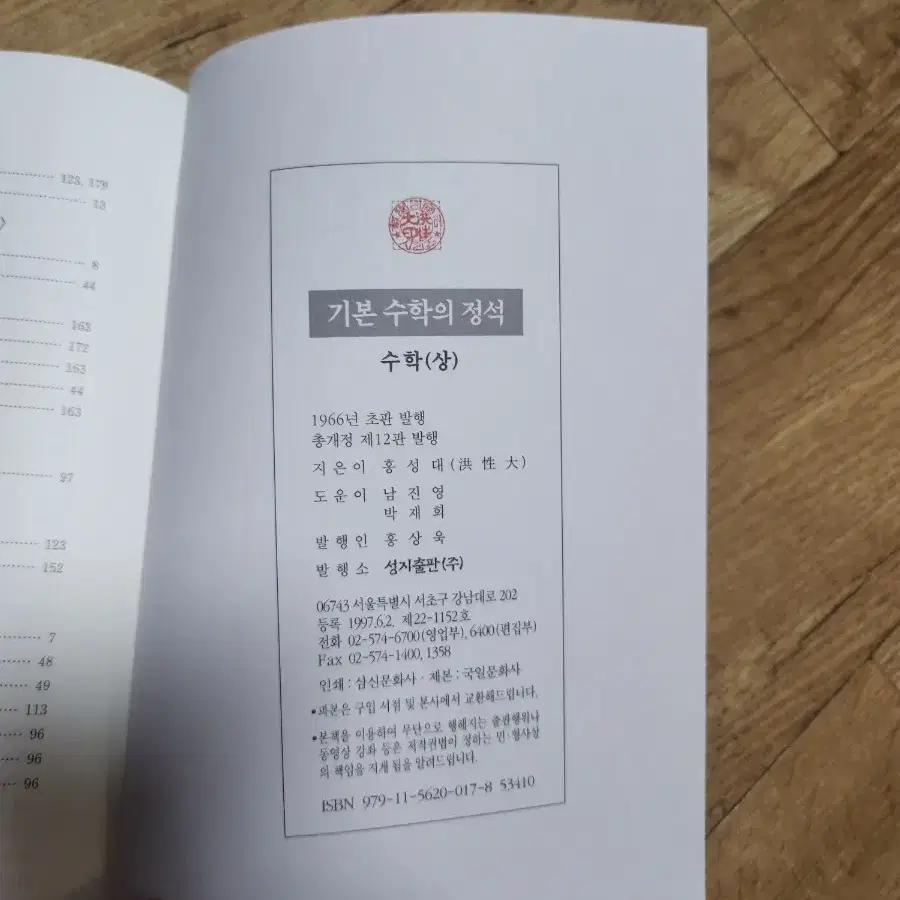 123, 179
13
》
8
44
163
172
163
44
163
97
123
152
7
48
49
113
96
96
96
기본 수학의 정석
수학(상)
1966년 초판 발행
총개정 제12판 발행
지은이 홍성대(洪性大)
도운이 남진영
박재희
발행인 홍상욱
발행소 성지출판(주)
06743 서울특별시 서초구 강남대로 202
등록 1997.6.2. 제22-1152호
전화 02-574-6700(영업부), 6400(편집부)
Fax 02-574-1400, 1358
인쇄 : 삼신문화사 · 제본 : 국일문화사
• 파본은 구입 서점 및 본사에서 교환해드립니다.
• 본책을 이용하여 무단으로 행해지는 출판행위나
동영상 강좌 등은 저작권법이 정하는 민·형사상
의 책임을 지게 됨을 알려드립니다.
ISBN 979-11-5620-017-8 53410